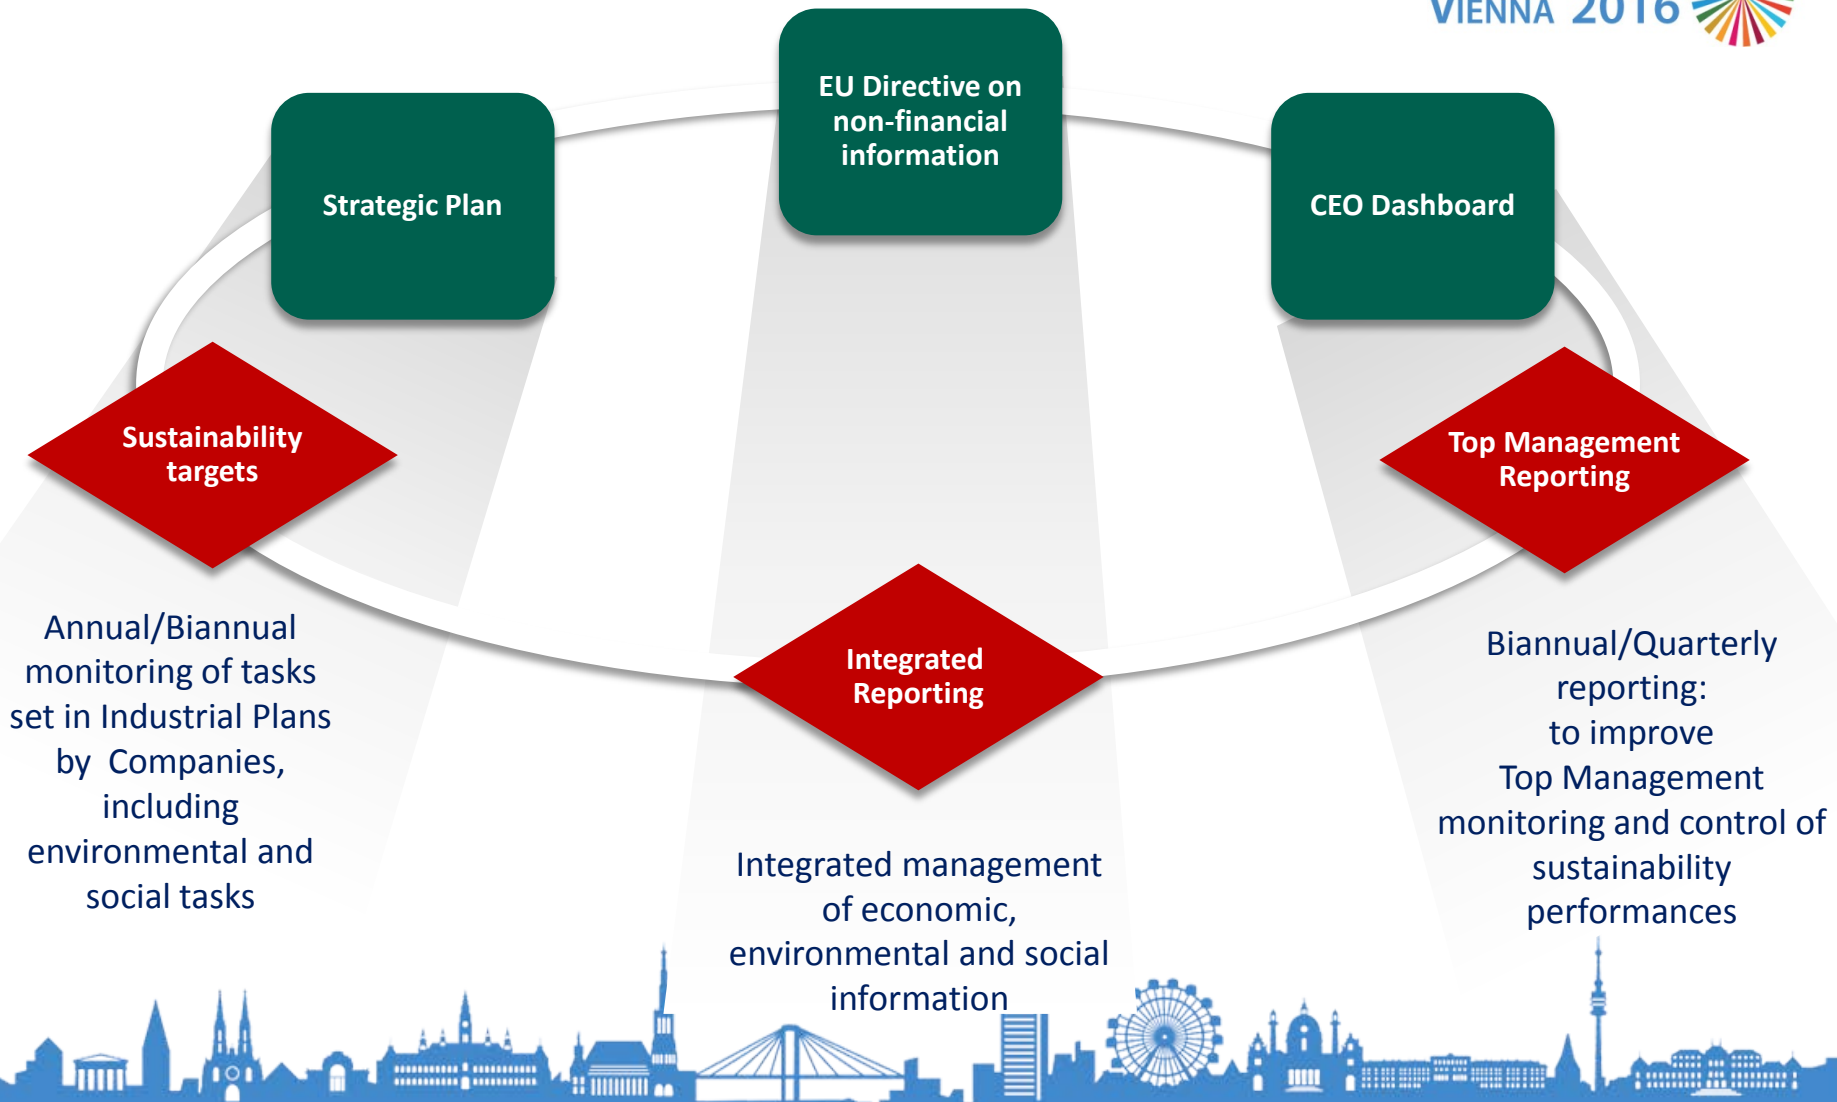 VIENNA 2016
EU Directive on
non-financial
information
Strategic Plan
CEO Dashboard
Sustainability
targets
Top Management
Reporting
Integrated
Reporting
Annual/Biannual
monitoring of tasks
set in Industrial Plans
by  Companies,
including
environmental and
social tasks
Integrated management
of economic,
environmental and social
information
Biannual/Quarterly
reporting:
to improve
Top Management
monitoring and control of
sustainability
performances